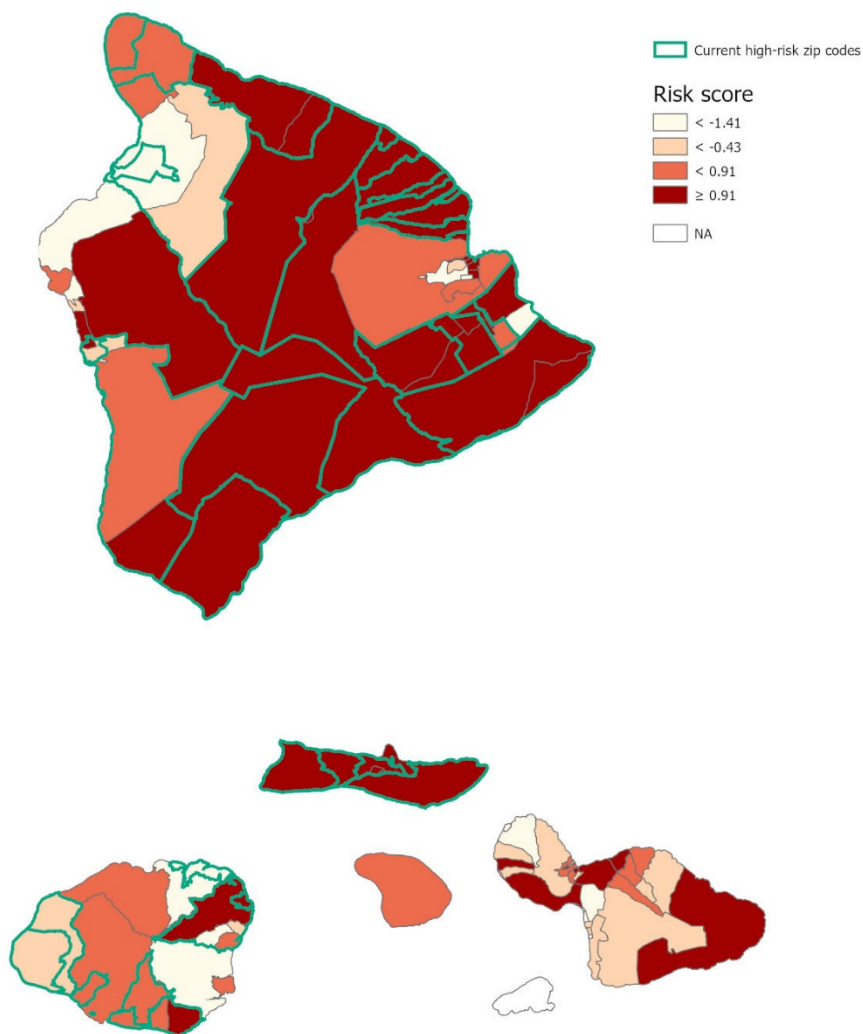 Current high-risk zip codes
Risk score
< -1.41
< -0.43
< 0.91
≥ 0.91
NA